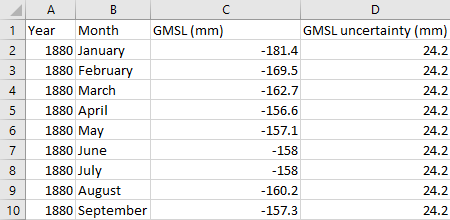 A B C D
1 Year Month GMSL (mm) GMSL uncertainty (mm)
2 1880 January -181.4 24.2
3 1880 February -169.5 24.2
4 1880 March -162.7 24.2
5 1880 April -156.6 24.2
6 1880 May -157.1 24.2
7 1880 June -158 24.2
8 1880 July -158 24.2
9 1880 August -160.2 24.2
10 1880 September -157.3 24.2